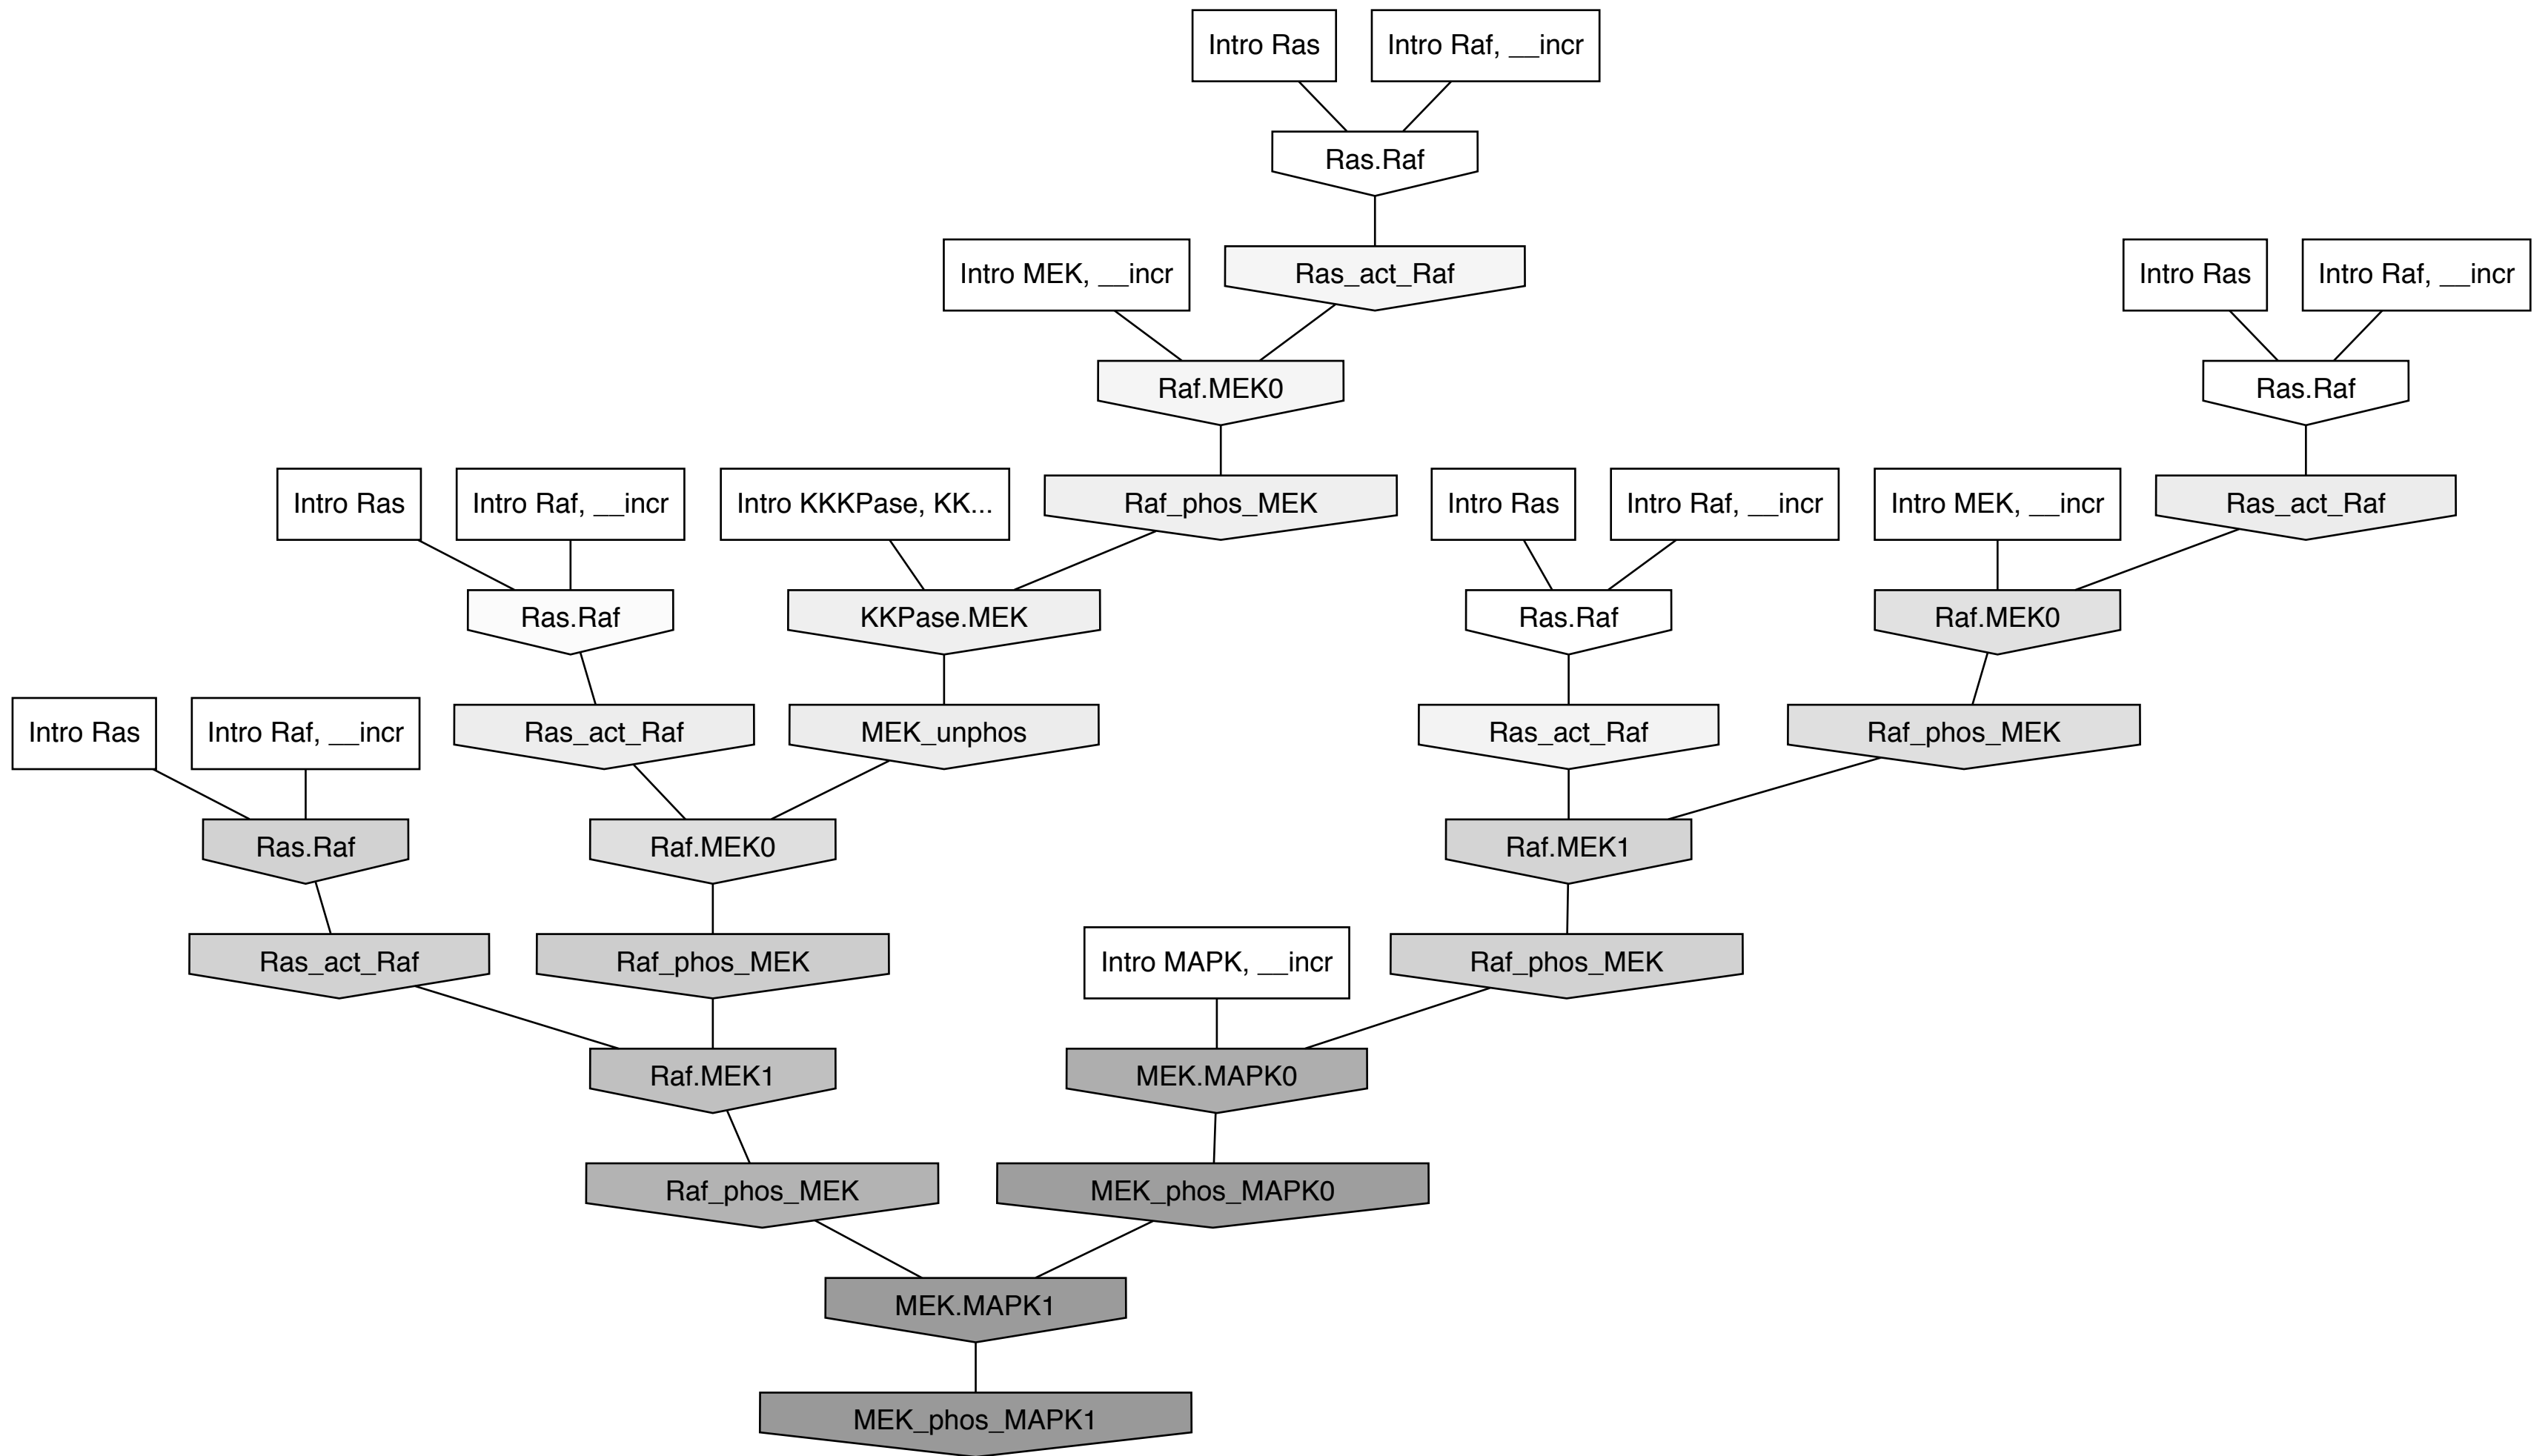 Intro Ras
Intro Raf, __incr
Ras.Raf
Intro MEK, __incr
Ras_act_Raf
Intro Ras
Intro Raf, __incr
Raf.MEK0
Ras.Raf
Intro Ras
Intro Raf, __incr
Intro KKKPase, KK...
Raf_phos_MEK
Intro Ras
Intro Raf, __incr
Intro MEK, __incr
Ras_act_Raf
Ras.Raf
KKPase.MEK
Ras.Raf
Raf.MEK0
Intro Ras
Intro Raf, __incr
Ras_act_Raf
MEK_unphos
Ras_act_Raf
Raf_phos_MEK
Ras.Raf
Raf.MEK0
Raf.MEK1
Ras_act_Raf
Raf_phos_MEK
Intro MAPK, __incr
Raf_phos_MEK
Raf.MEK1
MEK.MAPK0
Raf_phos_MEK
MEK_phos_MAPK0
MEK.MAPK1
MEK_phos_MAPK1